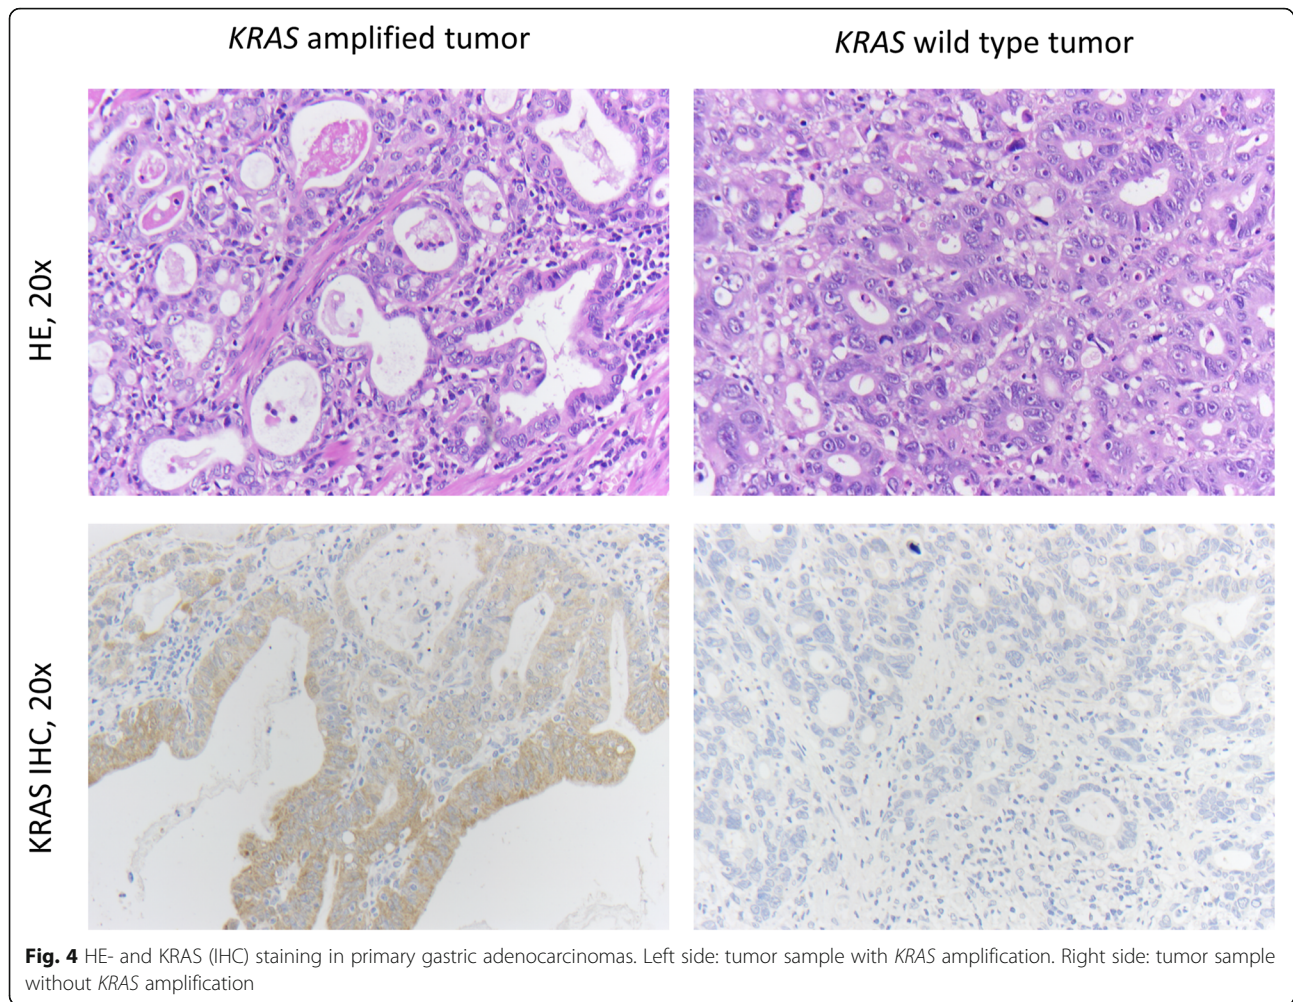 KRAS amplified tumor
KRAS wild type tumor
HE, 20x
KRAS IHC, 20x
Fig. 4 HE- and KRAS (IHC) staining in primary gastric adenocarcinomas. Left side: tumor sample with KRAS amplification. Right side: tumor sample
without KRAS amplification